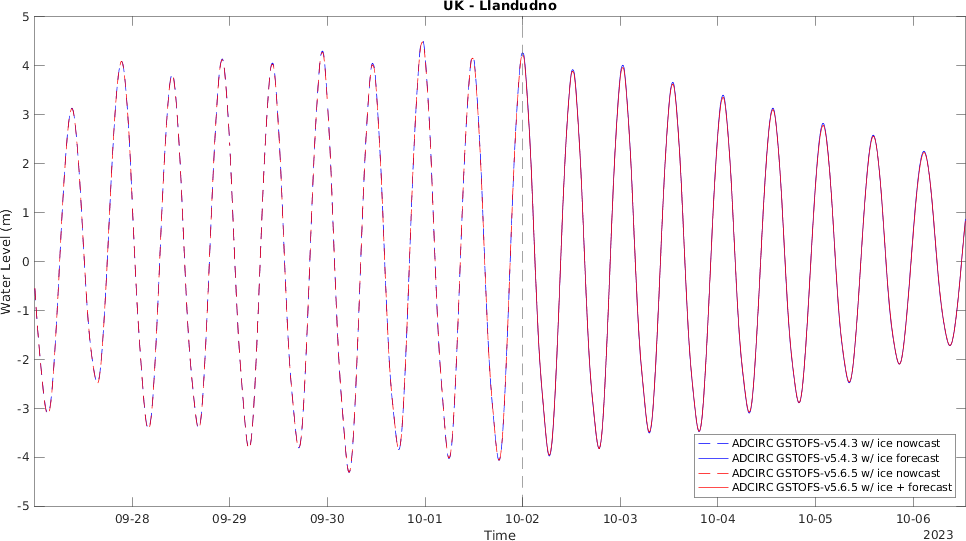 UK - Llandudno
5
4
3
2
1
0
-1
-2
-3
-4
-5
Water Level (m)
09-28 09-29 09-30 10-01 10-02 10-03 10-04 10-05 10-06
Time
2023
ADCIRC GSTOFS-v5.4.3 w/ ice nowcast
ADCIRC GSTOFS-v5.4.3 w/ ice forecast
ADCIRC GSTOFS-v5.6.5 w/ ice nowcast
ADCIRC GSTOFS-v5.6.5 w/ ice + forecast